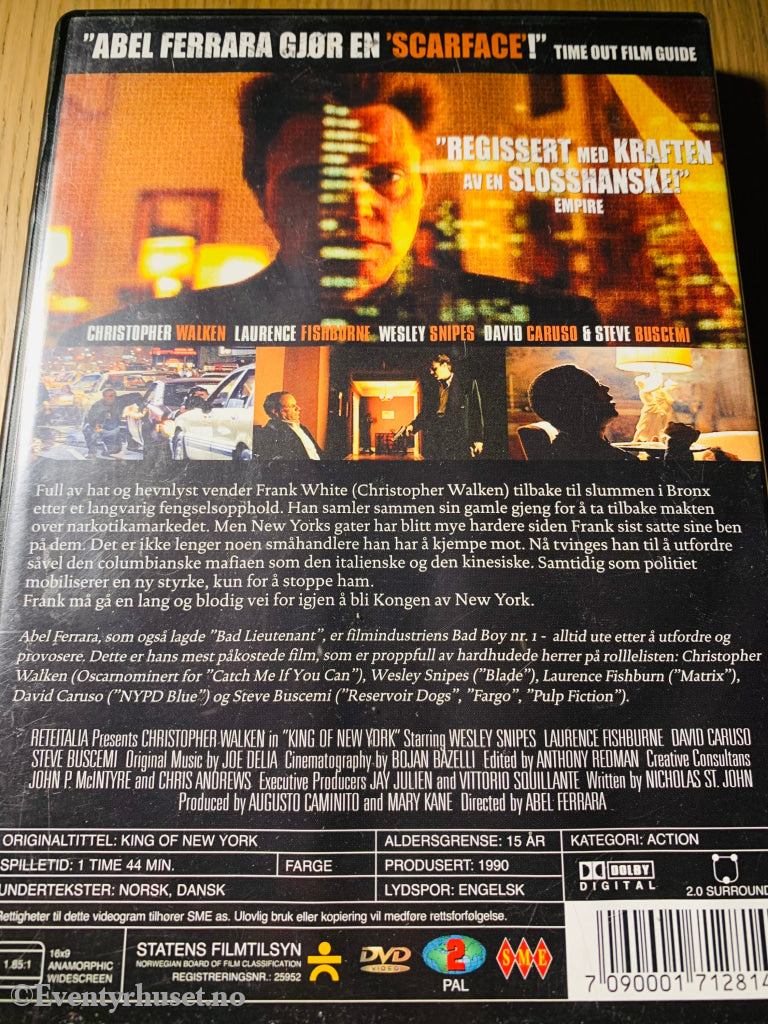 "ABEL FERRARA GJØR EN 'SCARFACE'!" TIME OUT FILM GUIDE
"REGISSERT MED KRAFTEN
AV EN SLOSSHANSKE!"
EMPIRE
CHRISTOPHER WALKEN LAURENCE FISHBURNE WESLEY SNIPES DAVID CARUSO & STEVE BUSCEMI
Full av hat og hevnlyst vender Frank White (Christopher Walken) tilbake til slummen i Bronx
etter et langvarig fengselsopphold. Han samler sammen sin gamle gjeng for å ta tilbake makten
over narkotikamarkedet. Men New Yorks gater har blitt mye hardere siden Frank sist satte sine ben
på dem. Det er ikke lenger noen småhandlere han har å kjempe mot. Nå tvinges han til å utfordre
såvel den columbianske mafiaen som den italienske og den kinesiske. Samtidig som politiet
mobiliserer en ny styrke, kun for å stoppe ham.
Frank må gå en lang og blodig vei for igjen å bli Kongen av New York.
Abel Ferrara, som også lagde "Bad Lieutenant", er filmindustriens Bad Boy nr. 1 - alltid ute etter å utfordre og
provosere. Dette er hans mest påkostede film, som er proppfull av hardhudede herrer på rolllelisten: Christopher
Walken (Oscarnominert for "Catch Me If You Can"), Wesley Snipes ("Blade"), Laurence Fishburn ("Matrix"),
David Caruso ("NYPD Blue") og Steve Buscemi ("Reservoir Dogs", "Fargo", "Pulp Fiction").
RETEITALIA Presents CHRISTOPHER WALKEN in "KING OF NEW YORK" Starring WESLEY SNIPES LAURENCE FISHBURNE DAVID CARUSO
STEVE BUSCEMI Original Music by JOE DELIA Cinematography by BOJAN BAZELLI Edited by ANTHONY REDMAN Creative Consultans
JOHN P. McINTYRE and CHRIS ANDREWS Executive Producers JAY JULIEN and VITTORIO SQUILLANTE Written by NICHOLAS ST. JOHN
Produced by AUGUSTO CAMINITO and MARY KANE Directed by ABEL FERRARA
ORIGINALTITTEL: KING OF NEW YORK ALDERSGRENSE: 15 ÅR KATEGORI: ACTION
SPILLETID: 1 TIME 44 MIN. FARGE PRODUSERT: 1990
UNDERTEKSTER: NORSK, DANSK LYDSPOR: ENGELSK
DOLBY
DIGITAL 2.0 SURROUND
Rettigheter til dette videogram tilhører SME as. Ulovlig bruk eller kopiering vil medføre rettsforfølgelse.
1.85:1
16x9
ANAMORPHIC
WIDESCREEN
STATENS FILMTILSYN
NORWEGIAN BOARD OF FILM CLASSIFICATION
REGISTRERINGSNR.: 25952
DVD
VIDEO
2
PAL
SME
7 090001 712814
©Eventyrhuset.no